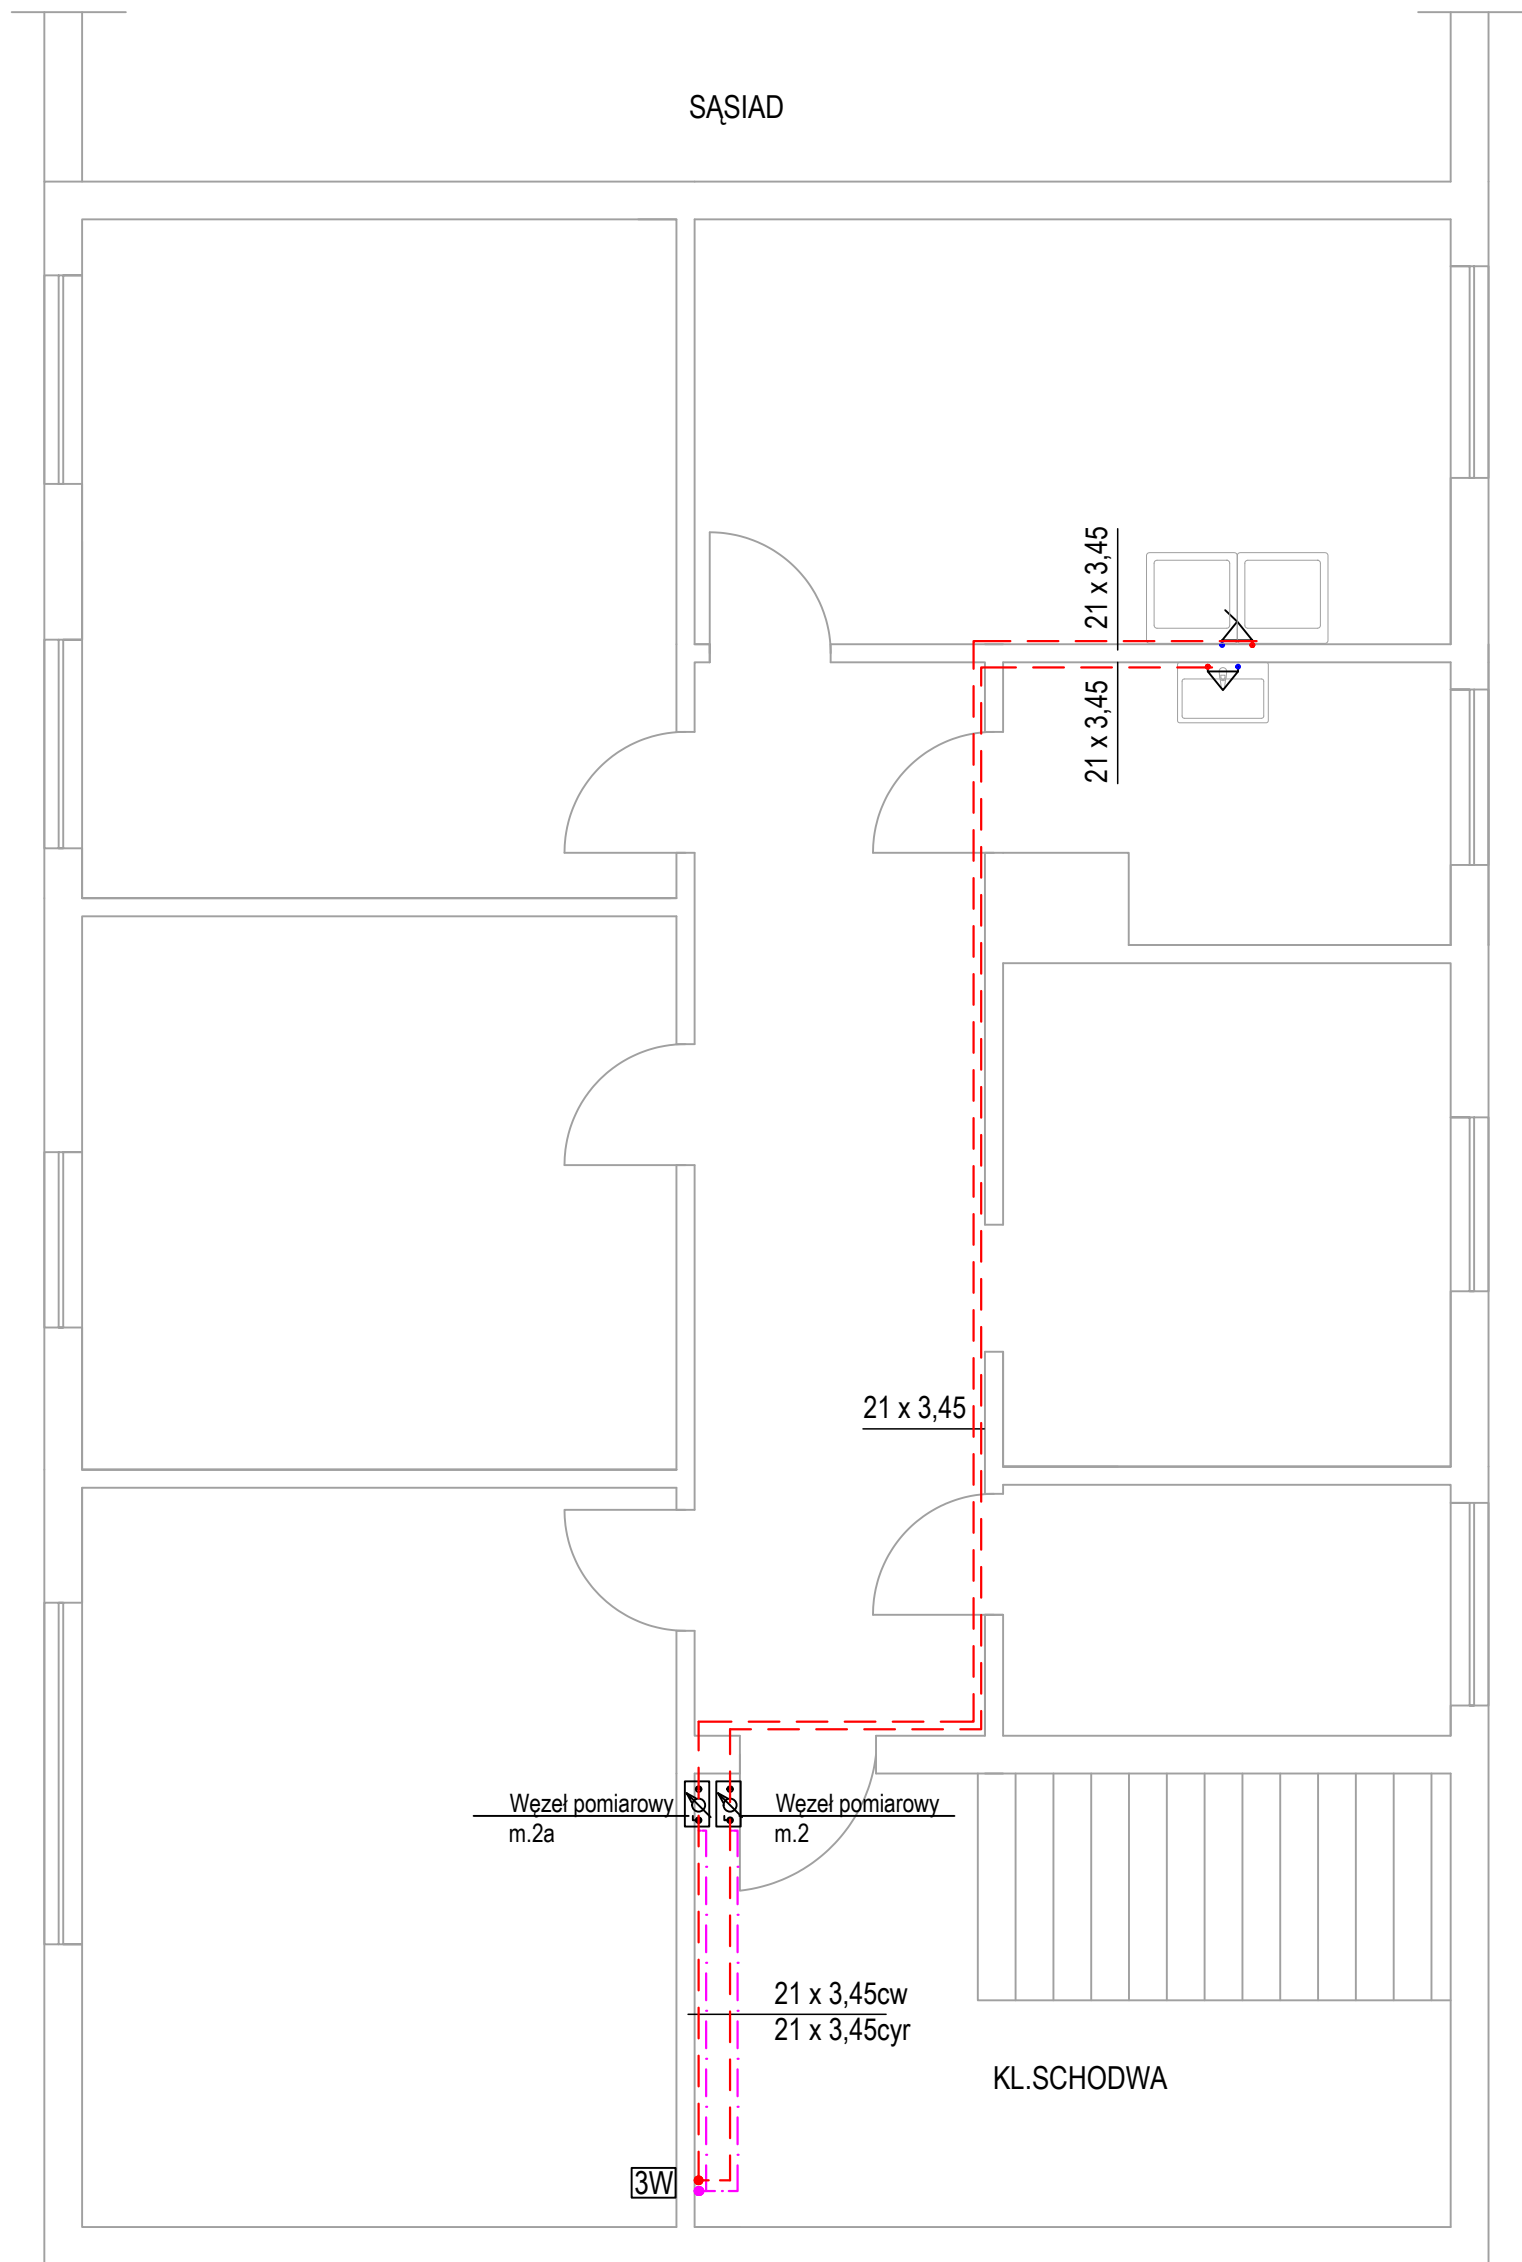 SĄSIAD
21 x 3,45
21 x 3,45
21 x 3,45
Węzeł pomiarowy
m.2a
Węzeł pomiarowy
m.2
21 x 3,45cw
21 x 3,45cyr
KL.SCHODWA
3W